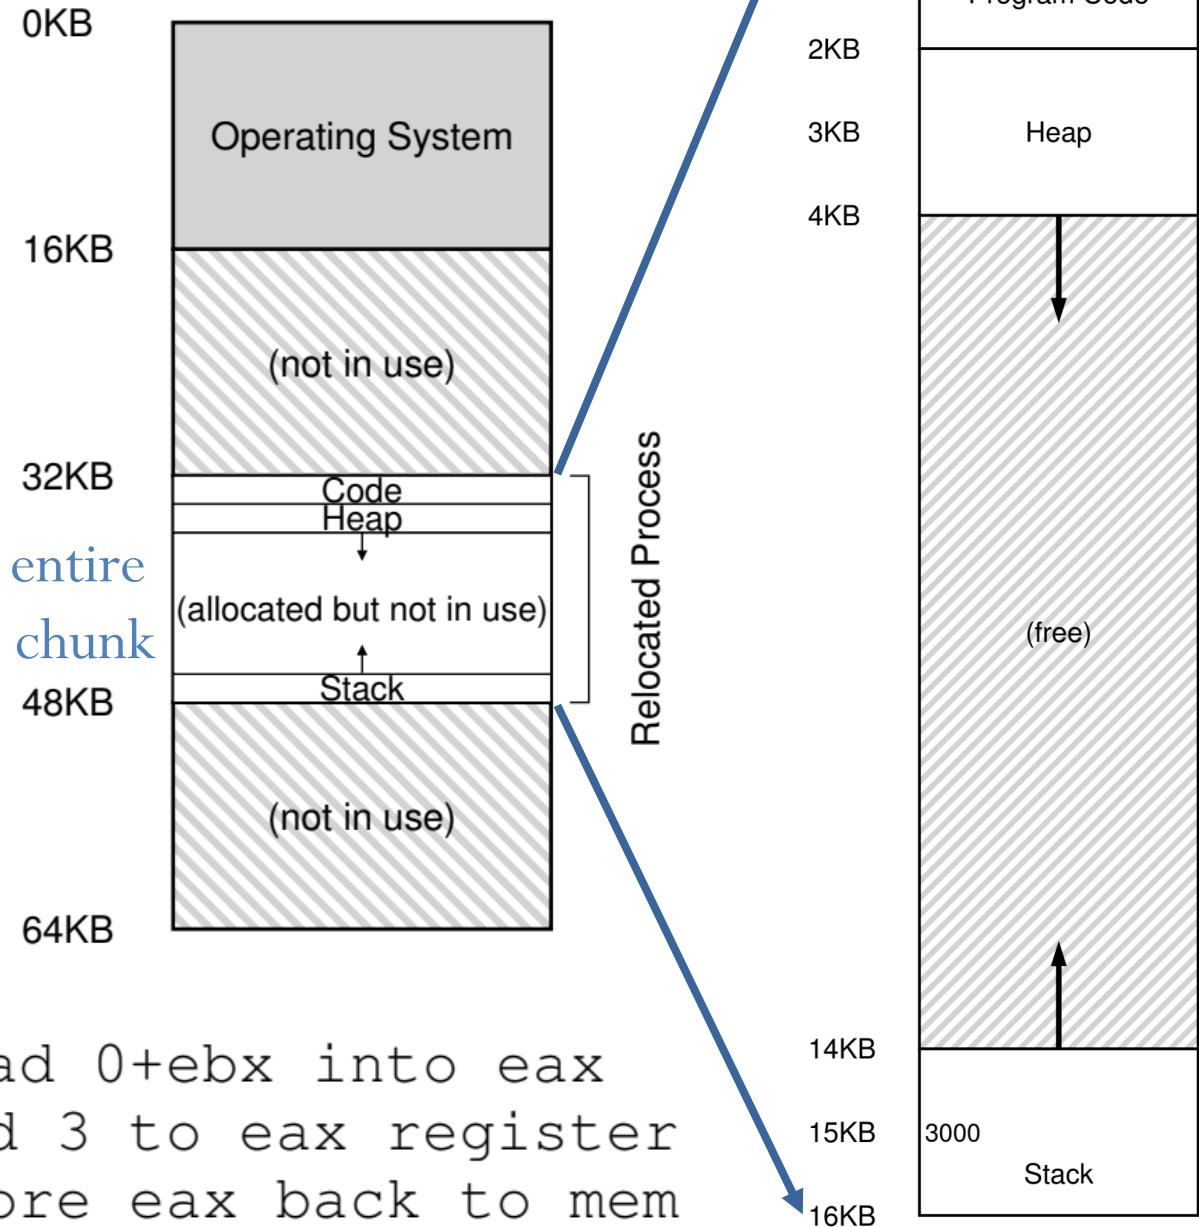 0KB
Operating System
16KB
(not in use)
32KB
Code
Heap
entire
chunk
(allocated but not in use)
Stack
48KB
(not in use)
64KB
Relocated Process
0+ebx into eax
3 to eax register
eax back to mem
Program Code
2KB
3KB
Heap
4KB
(free)
14KB
15KB
3000
Stack
16KB